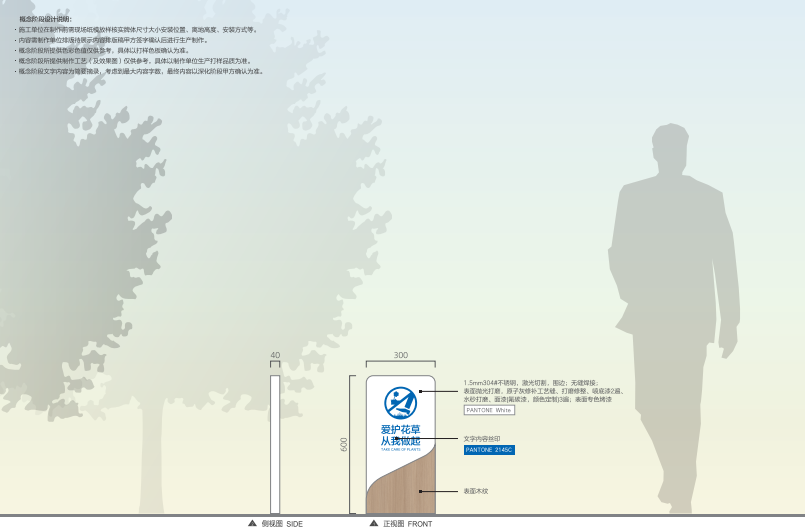 概念阶段设计说明：
· 施工单位在制作前需现场纸模放样核实牌体尺寸大小安装位置、离地高度、安装方式等。
· 内容需制作单位排版待展示内容排版稿甲方签字确认后进行生产制作。
· 概念阶段所提供色彩色值仅供参考，具体以打样色板确认为准。
· 概念阶段所提供制作工艺（及效果图）仅供参考，具体以制作单位生产打样品质为准。
· 概念阶段文字内容为简要摘录，考虑到最大内容字数，最终内容以深化阶段甲方确认为准。
40
300
600
爱护花草
从我做起
TAKE CARE OF PLANTS
1.5mm304#不锈钢，激光切割、围边；无缝焊接；
表面抛光打磨、原子灰修补工艺缝、打磨修整、喷底漆2遍、
水砂打磨、面漆(氟碳漆、颜色定制)3遍；表面专色烤漆
PANTONE White
文字内容丝印
PANTONE 2145C
表面木纹
侧视图 SIDE
正视图 FRONT